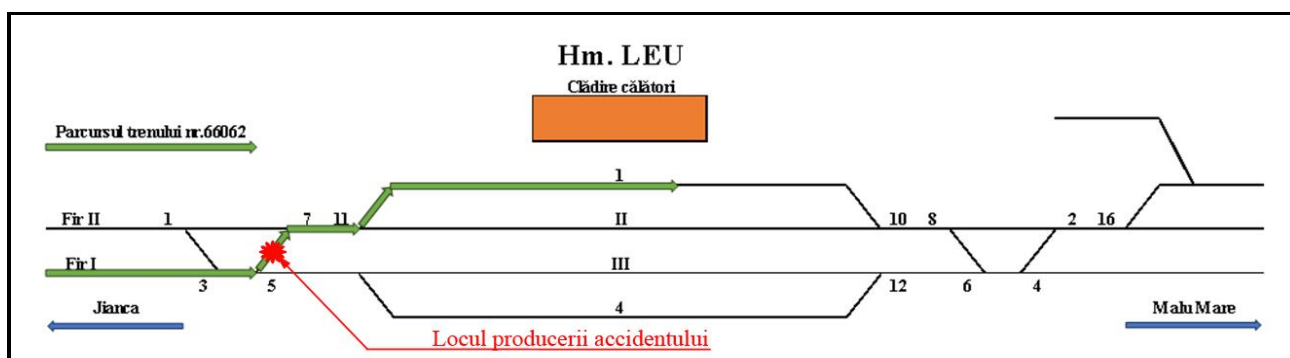 Hm. LEU
Clădire călători
Parcursul trenului nr.66062
1
Fir II 1 7 11 II 10 8 2 16
Fir I III
3 5 12 6 4
Jianca 4 Malu Mare
Locul producerii accidentului